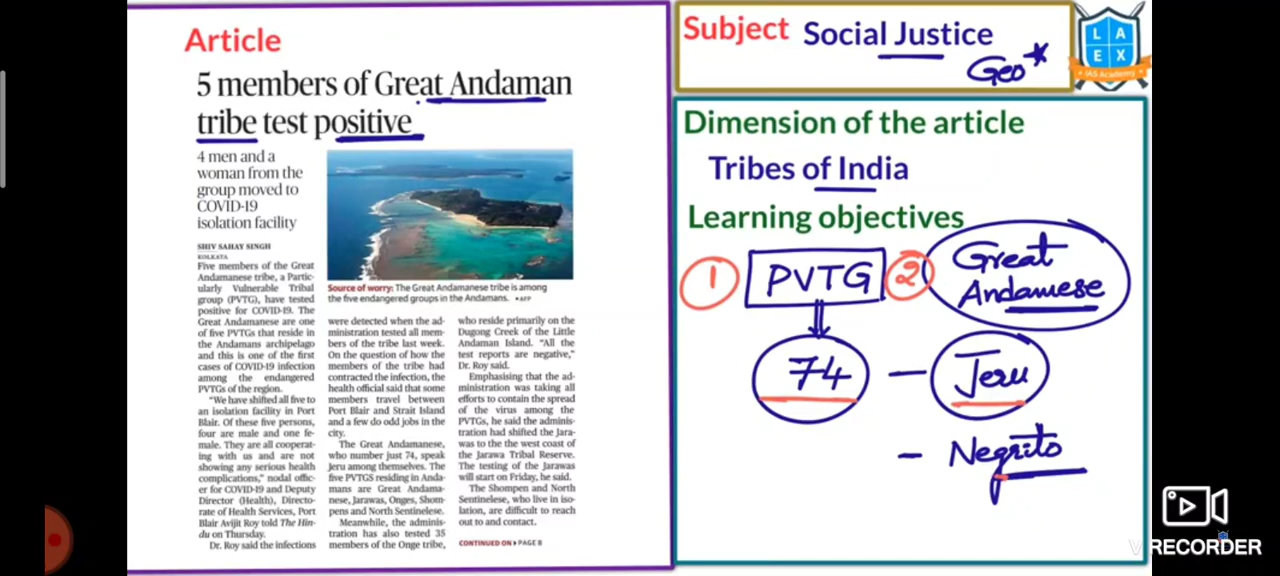 Article
5 members of Great Andaman
tribe test positive
4 men and a
woman from the
group moved to
COVID-19
isolation facility
SHIV SAHAY SINGH
KOLKATA
Five members of the Great
Andamanese tribe, a Partic-
ularly Vulnerable Tribal
group (PVTG), have tested
positive for COVID-19. The
Great Andamanese are one
of five PVTGs that reside in
the Andamans archipelago
and this is one of the first
cases of COVID-19 infection
among the endangered
PVTGs of the region.
"We have shifted all five to
an isolation facility in Port
Blair. Of these five persons,
four are male and one fe-
male. They are all cooperat-
ing with us and are not
showing any serious health
complications," nodal offic-
er for COVID-19 and Deputy
Director (Health), Directo-
rate of Health Services, Port
Blair Avijit Roy told The Hin-
du on Thursday.
Dr. Roy said the infections
Source of worry: The Great Andamanese tribe is among
the five endangered groups in the Andamans. • AFP
were detected when the ad-
ministration tested all mem-
bers of the tribe last week.
On the question of how the
members of the tribe had
contracted the infection, the
health official said that some
members travel between
Port Blair and Strait Island
and a few do odd jobs in the
city.
The Great Andamanese,
who number just 74, speak
Jeru among themselves. The
five PVTGS residing in Anda-
mans are Great Andama-
nese, Jarawas, Onges, Shom-
pens and North Sentinelese.
Meanwhile, the adminis-
tration has also tested 35
members of the Onge tribe,
who reside primarily on the
Dugong Creek of the Little
Andaman Island. "All the
test reports are negative,"
Dr. Roy said.
Emphasising that the ad-
ministration was taking all
efforts to contain the spread
of the virus among the
PVTGs, he said the adminis-
tration had shifted the Jara-
was to the the west coast of
the Jarawa Tribal Reserve.
The testing of the Jarawas
will start on Friday, he said.
The Shompen and North
Sentinelese, who live in iso-
lation, are difficult to reach
out to and contact.
CONTINUED ON ▸ PAGE 8
Subject Social Justice
Geo
L A
E X
IAS Academy
Dimension of the article
Tribes of India
Learning objectives
1 PVTG 2 Great
Andamese
74 - Jeru
- Negrito
RECORDER